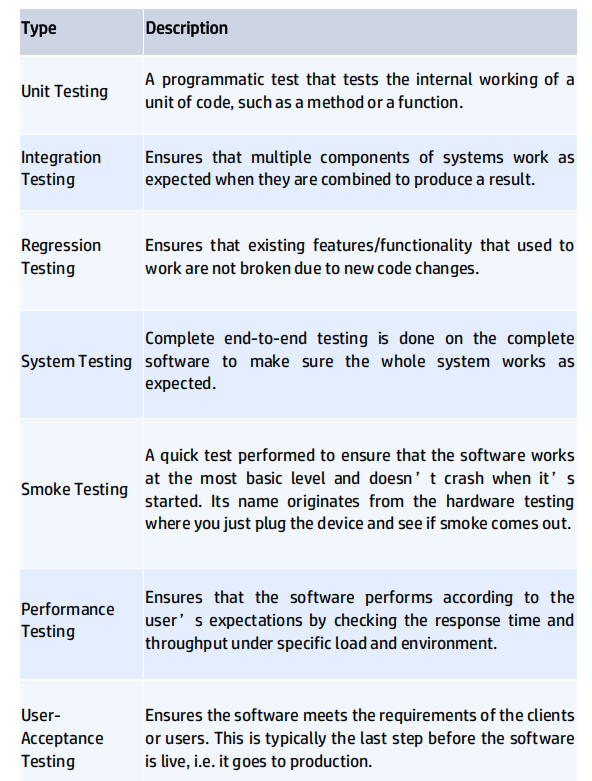 Type Description
Unit Testing
A programmatic test that tests the internal working of a
unit of code, such as a method or a function.
Integration
Testing
Ensures that multiple components of systems work as
expected when they are combined to produce a result.
Regression
Testing
Ensures that existing features/functionality that used to
work are not broken due to new code changes.
System Testing
Complete end-to-end testing is done on the complete
software to make sure the whole system works as
expected.
Smoke Testing
A quick test performed to ensure that the software works
at the most basic level and doesn’t crash when it’s
started. Its name originates from the hardware testing
where you just plug the device and see if smoke comes out.
Performance
Testing
Ensures that the software performs according to the
user’s expectations by checking the response time and
throughput under specific load and environment.
User-
Acceptance
Testing
Ensures the software meets the requirements of the clients
or users. This is typically the last step before the software
is live, i.e. it goes to production.